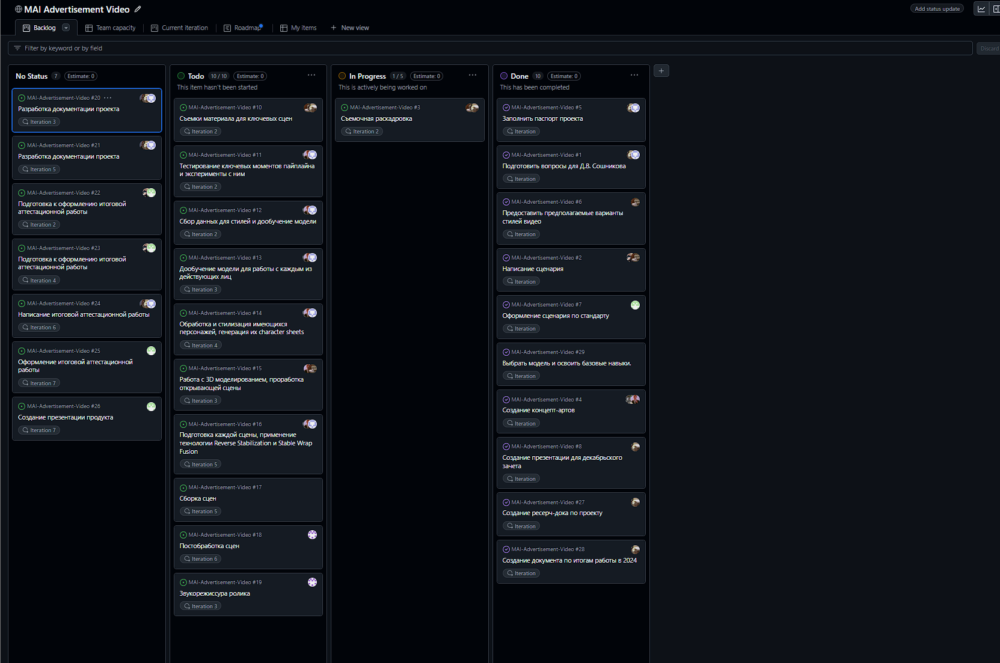 MAI Advertisement Video
Add status update
Backlog
Team capacity
Current iteration
Roadmap
My items
New view
Filter by keyword or by field
Discard
No Status 7 Estimate: 0
MAI-Advertisement-Video #20
Разработка документации проекта
Iteration 3
MAI-Advertisement-Video #21
Разработка документации проекта
Iteration 5
MAI-Advertisement-Video #22
Подготовка к оформлению итоговой
аттестационной работы
Iteration 2
MAI-Advertisement-Video #23
Подготовка к оформлению итоговой
аттестационной работы
Iteration 4
MAI-Advertisement-Video #24
Написание итоговой аттестационной работы
Iteration 6
MAI-Advertisement-Video #25
Оформление итоговой аттестационной
работы
Iteration 7
MAI-Advertisement-Video #26
Создание презентации продукта
Iteration 7
Todo 10 / 10 Estimate: 0
This item hasn't been started
MAI-Advertisement-Video #10
Съемки материала для ключевых сцен
Iteration 2
MAI-Advertisement-Video #11
Тестирование ключевых моментов пайплайна
и эксперименты с ним
Iteration 2
MAI-Advertisement-Video #12
Сбор данных для стилей и дообучение модели
Iteration 2
MAI-Advertisement-Video #13
Дообучение модели для работы с каждым из
действующих лиц
Iteration 3
MAI-Advertisement-Video #14
Обработка и стилизация имеющихся
персонажей, генерация их character sheets
Iteration 4
MAI-Advertisement-Video #15
Работа с 3D моделированием, проработка
открывающей сцены
Iteration 3
MAI-Advertisement-Video #16
Подготовка каждой сцены, применение
технологии Reverse Stabilization и Stable Wrap
Fusion
Iteration 5
MAI-Advertisement-Video #17
Сборка сцен
Iteration 5
MAI-Advertisement-Video #18
Постобработка сцен
Iteration 6
MAI-Advertisement-Video #19
Звукорежиссура ролика
Iteration 3
In Progress 1 / 5 Estimate: 0
This is actively being worked on
MAI-Advertisement-Video #3
Съемочная раскадровка
Iteration 2
Done 10 Estimate: 0
This has been completed
MAI-Advertisement-Video #5
Заполнить паспорт проекта
Iteration
MAI-Advertisement-Video #1
Подготовить вопросы для Д.В. Сошникова
Iteration
MAI-Advertisement-Video #6
Предоставить предполагаемые варианты
стилей видео
Iteration
MAI-Advertisement-Video #2
Написание сценария
Iteration
MAI-Advertisement-Video #7
Оформление сценария по стандарту
Iteration
MAI-Advertisement-Video #29
Выбрать модель и освоить базовые навыки.
Iteration
MAI-Advertisement-Video #4
Создание концепт-артов
Iteration
MAI-Advertisement-Video #8
Создание презентации для декабрьского
зачета
Iteration
MAI-Advertisement-Video #27
Создание ресерч-дока по проекту
Iteration
MAI-Advertisement-Video #28
Создание документа по итогам работы в 2024
Iteration